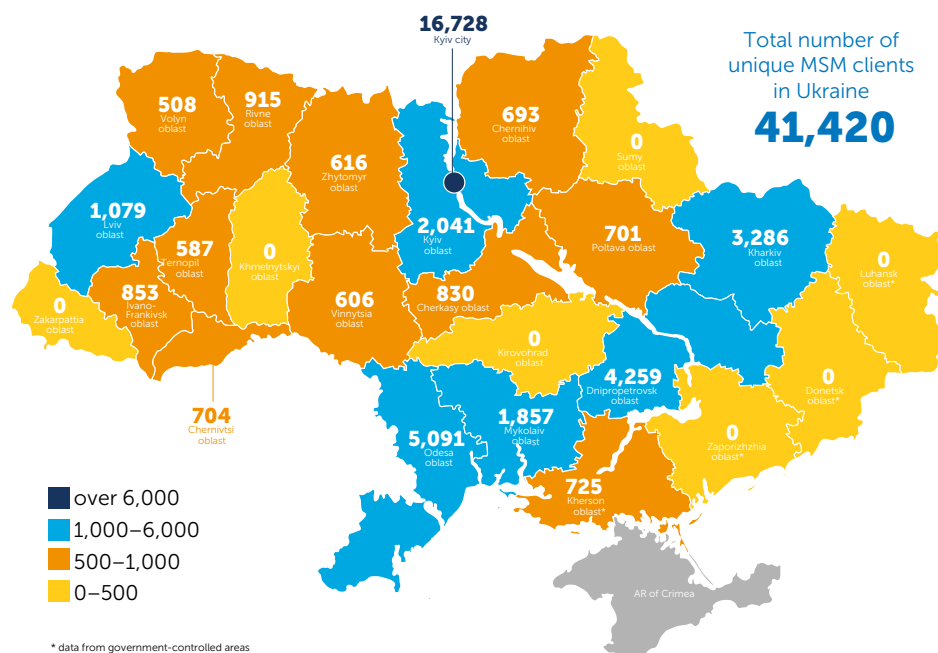 16,728
Kyiv city
Total number of
unique MSM clients
in Ukraine
41,420
508
Volyn
oblast
915
Rivne
oblast
616
Zhytomyr
oblast
693
Chernihiv
oblast
0
Sumy
oblast
1,079
Lviv
oblast
587
Ternopil
oblast
0
Khmelnytskyi
oblast
2,041
Kyiv
oblast
701
Poltava oblast
3,286
Kharkiv
oblast
0
Luhansk
oblast*
0
Zakarpattia
oblast
853
Ivano-
Frankivsk
oblast
606
Vinnytsia
oblast
830
Cherkasy oblast
0
Kirovohrad
oblast
4,259
Dnipropetrovsk
oblast
0
Donetsk
oblast*
704
Chernivtsi
oblast
5,091
Odesa
oblast
1,857
Mykolaiv
oblast
0
Zaporizhzhia
oblast*
725
Kherson
oblast*
AR of Crimea
over 6,000
1,000–6,000
500–1,000
0–500
* data from government-controlled areas